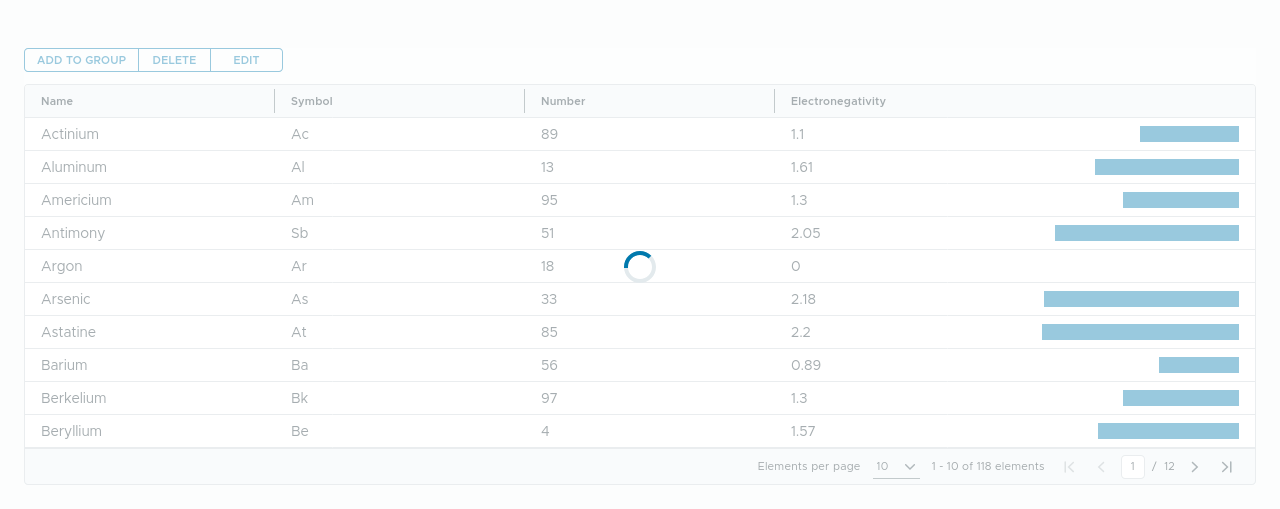 ADD TO GROUP DELETE EDIT
Name Symbol Number Electronegativity
Actinium Ac 89 1.1
Aluminum Al 13 1.61
Americium Am 95 1.3
Antimony Sb 51 2.05
Argon Ar 18 0
Arsenic As 33 2.18
Astatine At 85 2.2
Barium Ba 56 0.89
Berkelium Bk 97 1.3
Beryllium Be 4 1.57
Elements per page 10 1 - 10 of 118 elements 1 / 12